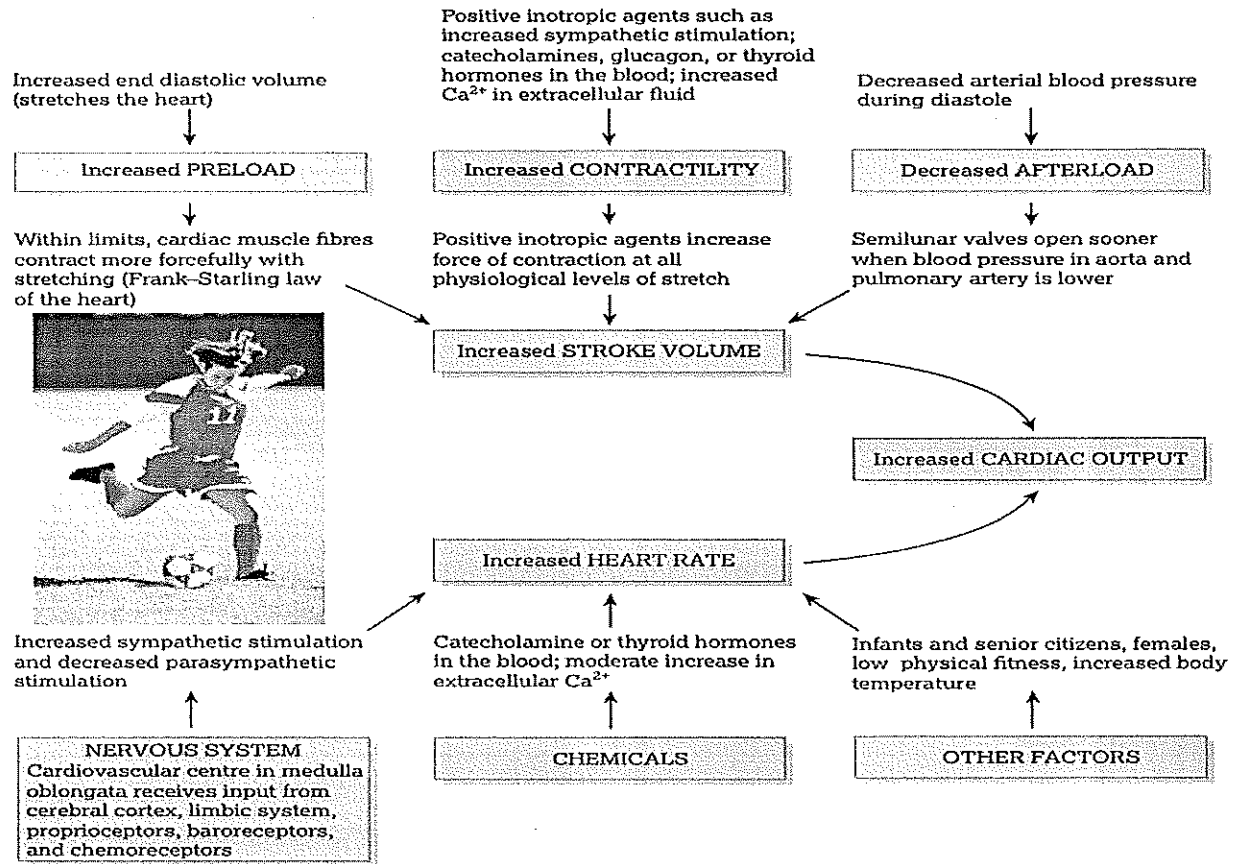 Positive inotropic agents such as
increased sympathetic stimulation;
catecholamines, glucagon, or thyroid
hormones in the blood; increased
Ca²⁺ in extracellular fluid
Increased end diastolic volume
(stretches the heart)
Decreased arterial blood pressure
during diastole
Increased PRELOAD
Increased CONTRACTILITY
Decreased AFTERLOAD
Within limits, cardiac muscle fibres
contract more forcefully with
stretching (Frank–Starling law
of the heart)
Positive inotropic agents increase
force of contraction at all
physiological levels of stretch
Semilunar valves open sooner
when blood pressure in aorta and
pulmonary artery is lower
Increased STROKE VOLUME
11
Increased CARDIAC OUTPUT
Increased HEART RATE
Increased sympathetic stimulation
and decreased parasympathetic
stimulation
Catecholamine or thyroid hormones
in the blood; moderate increase in
extracellular Ca²⁺
Infants and senior citizens, females,
low physical fitness, increased body
temperature
NERVOUS SYSTEM
Cardiovascular centre in medulla
oblongata receives input from
cerebral cortex, limbic system,
proprioceptors, baroreceptors,
and chemoreceptors
CHEMICALS
OTHER FACTORS